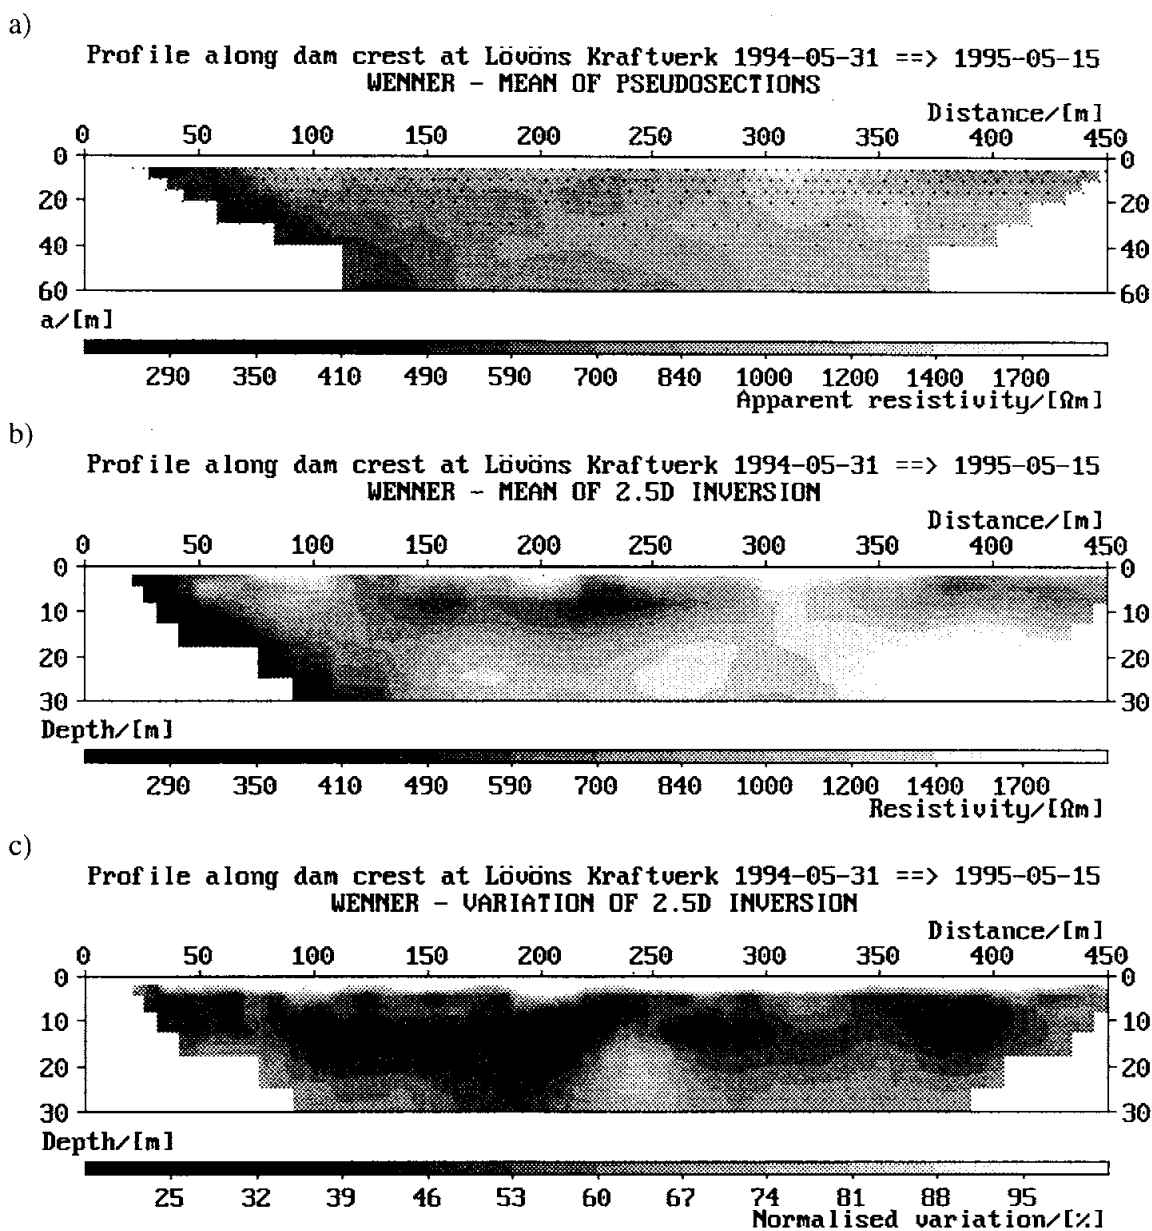 a)
Profile along dam crest at Lövöns Kraftverk 1994-05-31 ==> 1995-05-15
WENNER - MEAN OF PSEUDOSECTIONS
Distance/[m]
0 50 100 150 200 250 300 350 400 450
0 0
20 20
40 40
60 60
a/[m]
290 350 410 490 590 700 840 1000 1200 1400 1700
Apparent resistivity/[Ωm]
b)
Profile along dam crest at Lövöns Kraftverk 1994-05-31 ==> 1995-05-15
WENNER - MEAN OF 2.5D INVERSION
Distance/[m]
0 50 100 150 200 250 300 350 400 450
0 0
10 10
20 20
30 30
Depth/[m]
290 350 410 490 590 700 840 1000 1200 1400 1700
Resistivity/[Ωm]
c)
Profile along dam crest at Lövöns Kraftverk 1994-05-31 ==> 1995-05-15
WENNER - VARIATION OF 2.5D INVERSION
Distance/[m]
0 50 100 150 200 250 300 350 400 450
0 0
10 10
20 20
30 30
Depth/[m]
25 32 39 46 53 60 67 74 81 88 95
Normalised variation/[%]